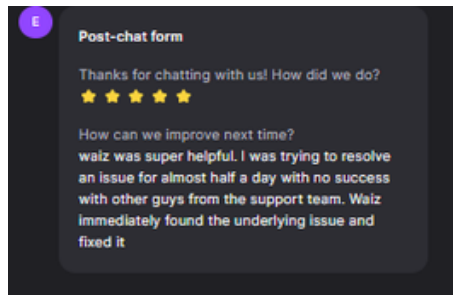 E
Post-chat form
Thanks for chatting with us! How did we do?
How can we improve next time?
waiz was super helpful. I was trying to resolve
an issue for almost half a day with no success
with other guys from the support team. Waiz
immediately found the underlying issue and
fixed it